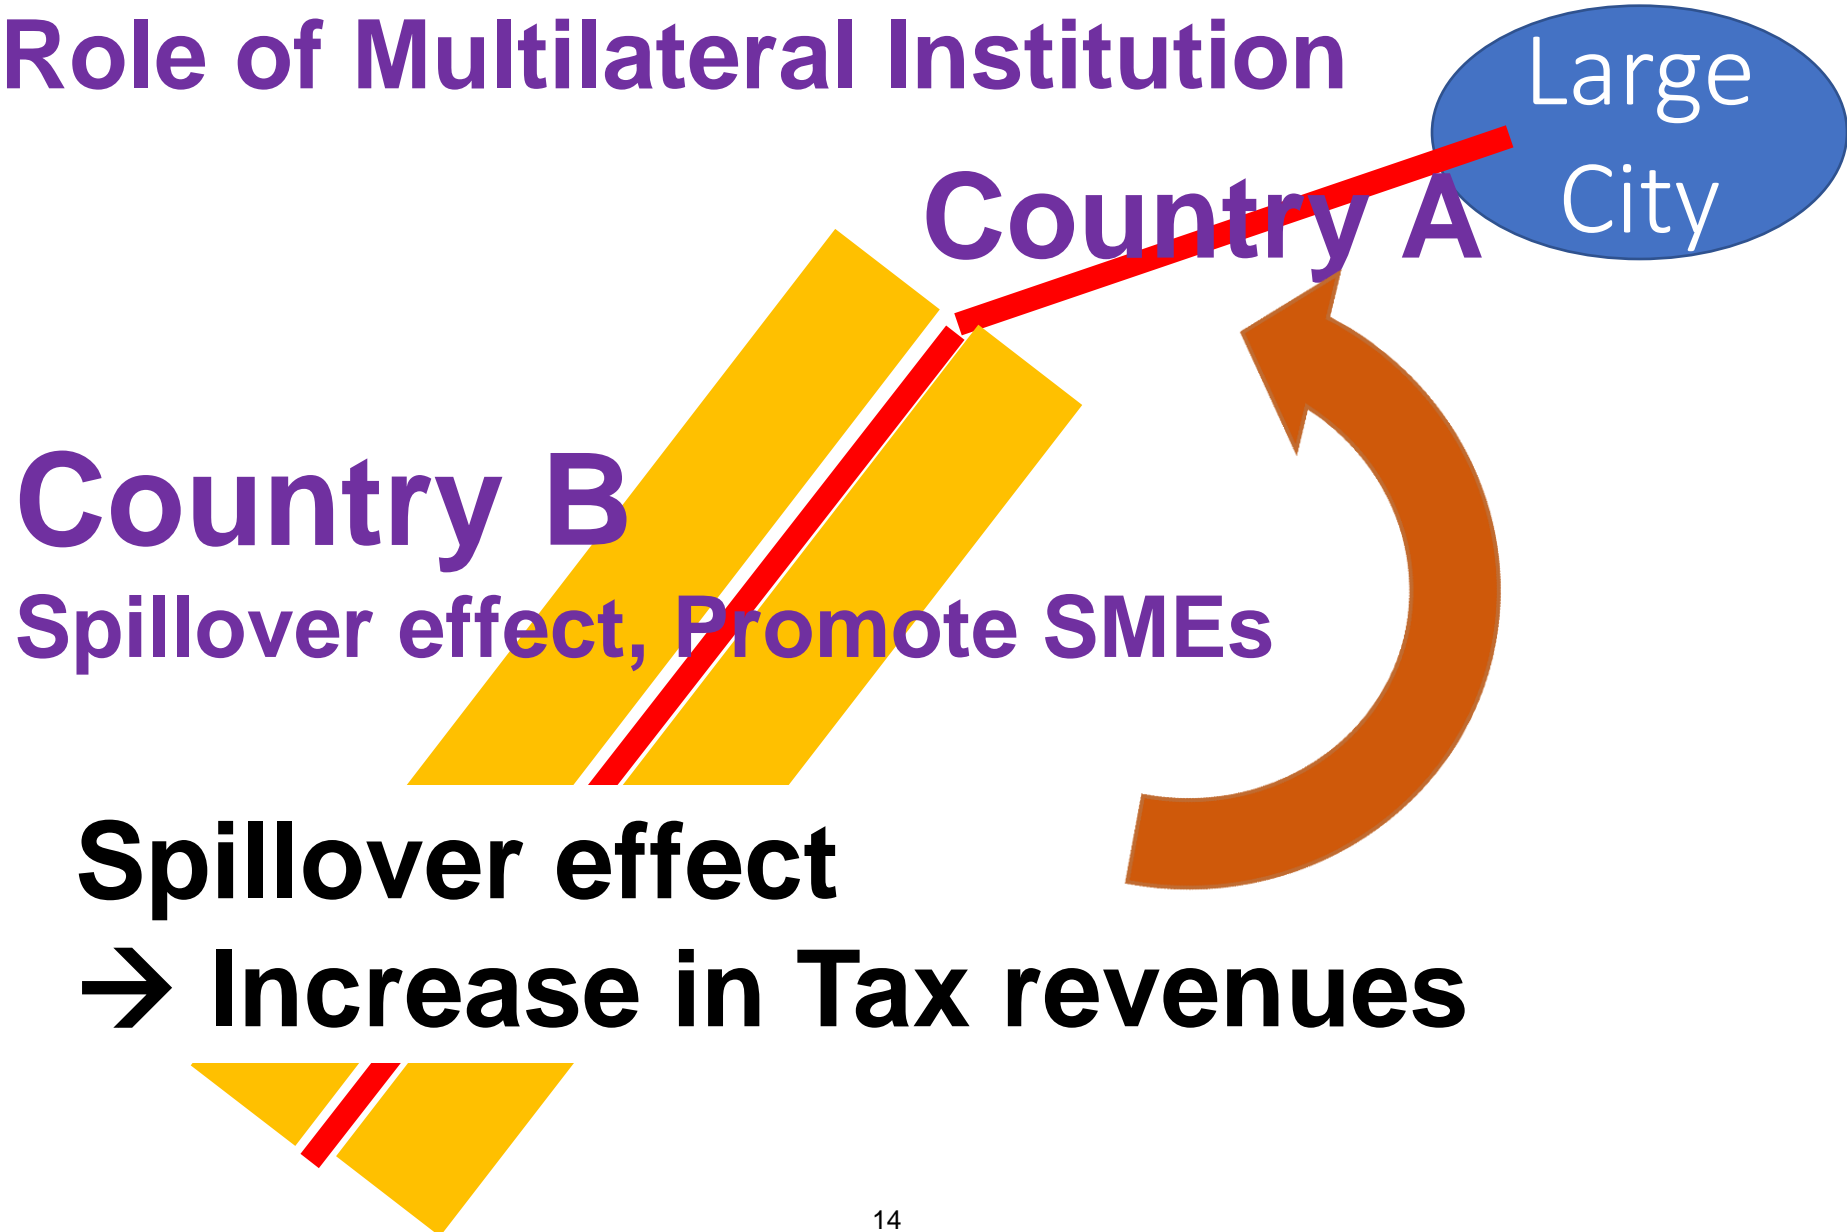 Role of Multilateral Institution
Large
City
Country A
Country B
Spillover effect, Promote SMEs
Spillover effect
→ Increase in Tax revenues
14